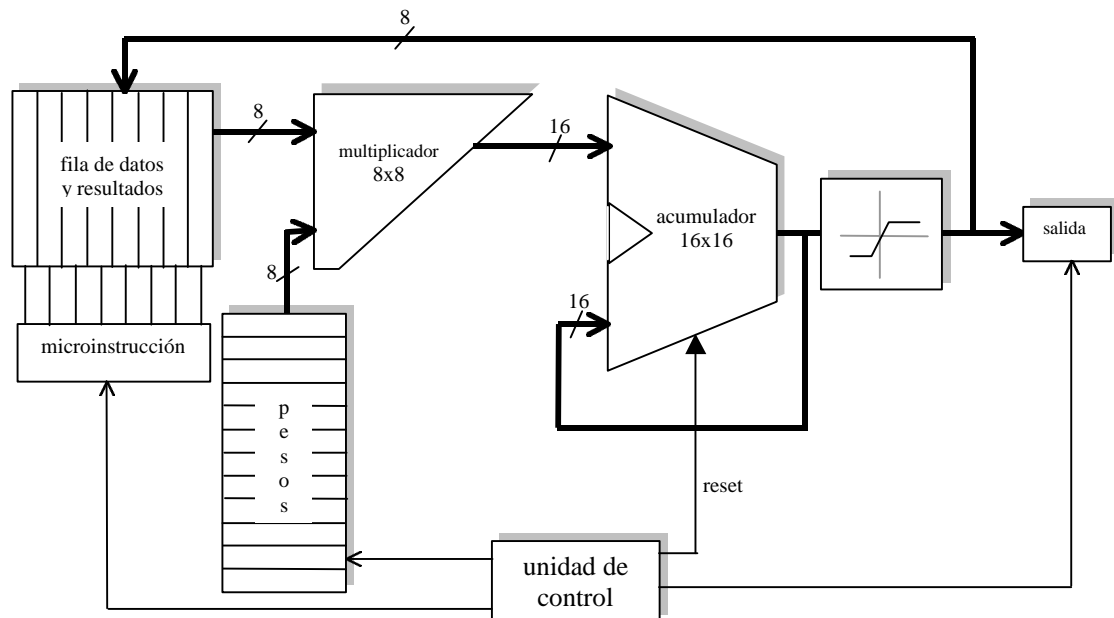 8
fila de datos
y resultados
8
multiplicador
8x8
16
acumulador
16x16
salida
8
16
microinstrucción
p
e
s
o
s
reset
unidad de
control